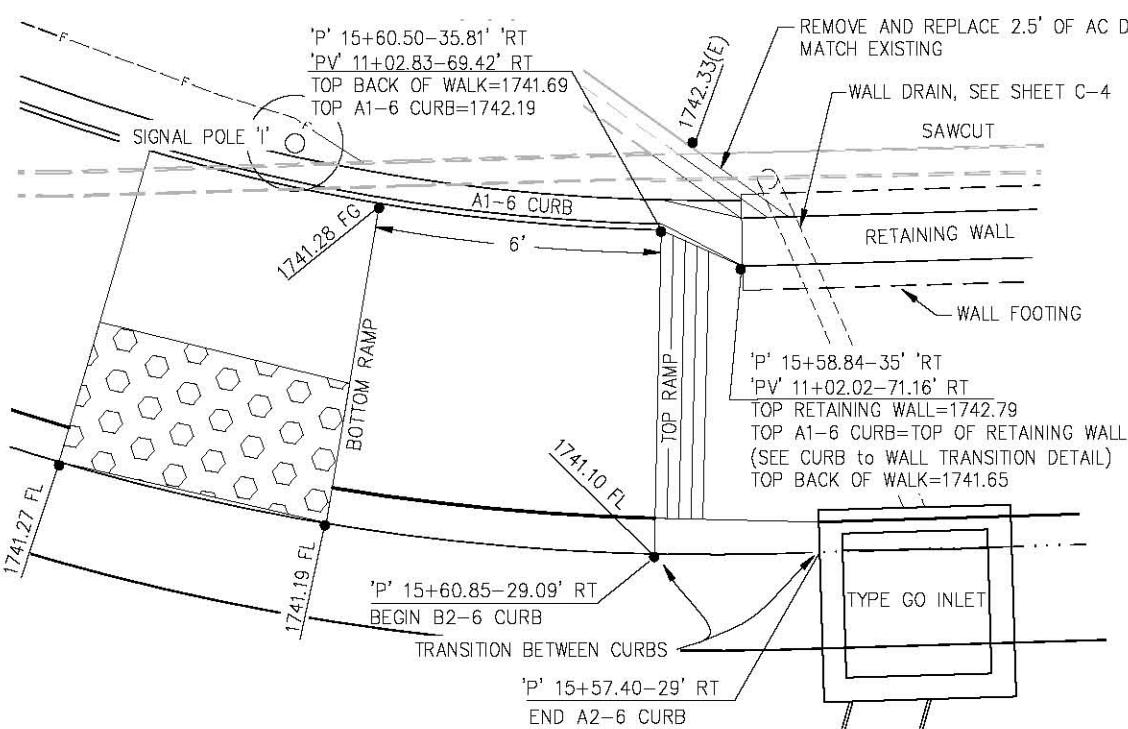 'P' 15+60.50-35.81' 'RT
'PV' 11+02.83-69.42' RT
TOP BACK OF WALK=1741.69
TOP A1-6 CURB=1742.19
REMOVE AND REPLACE 2.5' OF AC D
MATCH EXISTING
1742.33(E)
WALL DRAIN, SEE SHEET C-4
SAWCUT
F
F
SIGNAL POLE '1'
A1-6 CURB
1741.28 FG
6'
RETAINING WALL
WALL FOOTING
BOTTOM RAMP
TOP RAMP
'P' 15+58.84-35' 'RT
'PV' 11+02.02-71.16' RT
TOP RETAINING WALL=1742.79
TOP A1-6 CURB=TOP OF RETAINING WALL
(SEE CURB to WALL TRANSITION DETAIL)
TOP BACK OF WALK=1741.65
1741.27 FL
1741.19 FL
1741.10 FL
'P' 15+60.85-29.09' RT
BEGIN B2-6 CURB
TYPE GO INLET
TRANSITION BETWEEN CURBS
'P' 15+57.40-29' RT
END A2-6 CURB